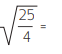 √25/4 =